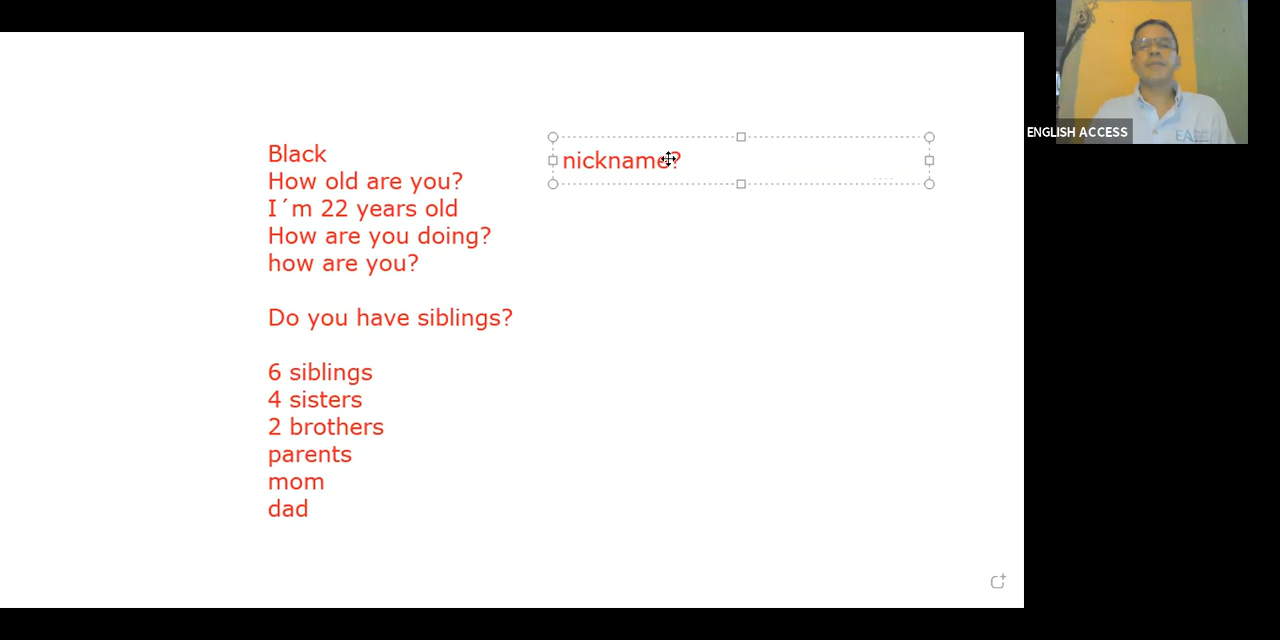 Black
How old are you?
I´m 22 years old
How are you doing?
how are you?
Do you have siblings?
6 siblings
4 sisters
2 brothers
parents
mom
dad
nickname?
ENGLISH ACCESS
EA